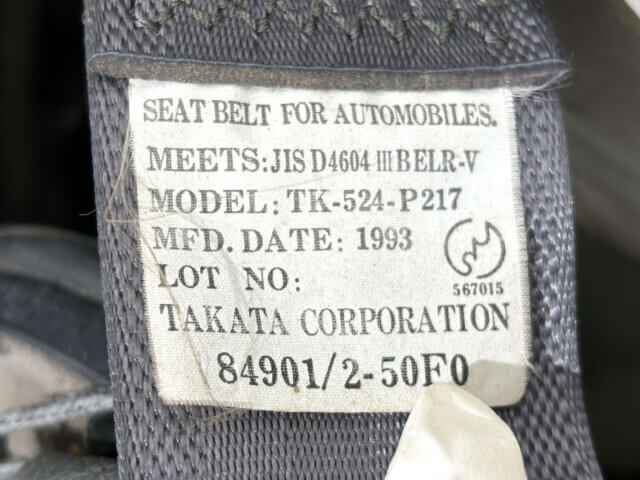 SEAT BELT FOR AUTOMOBILES.
MEETS:JIS D4604 III BELR-V
MODEL: TK-524-P217
MFD. DATE: 1993
LOT NO:
567015
TAKATA CORPORATION
84901/2-50F0